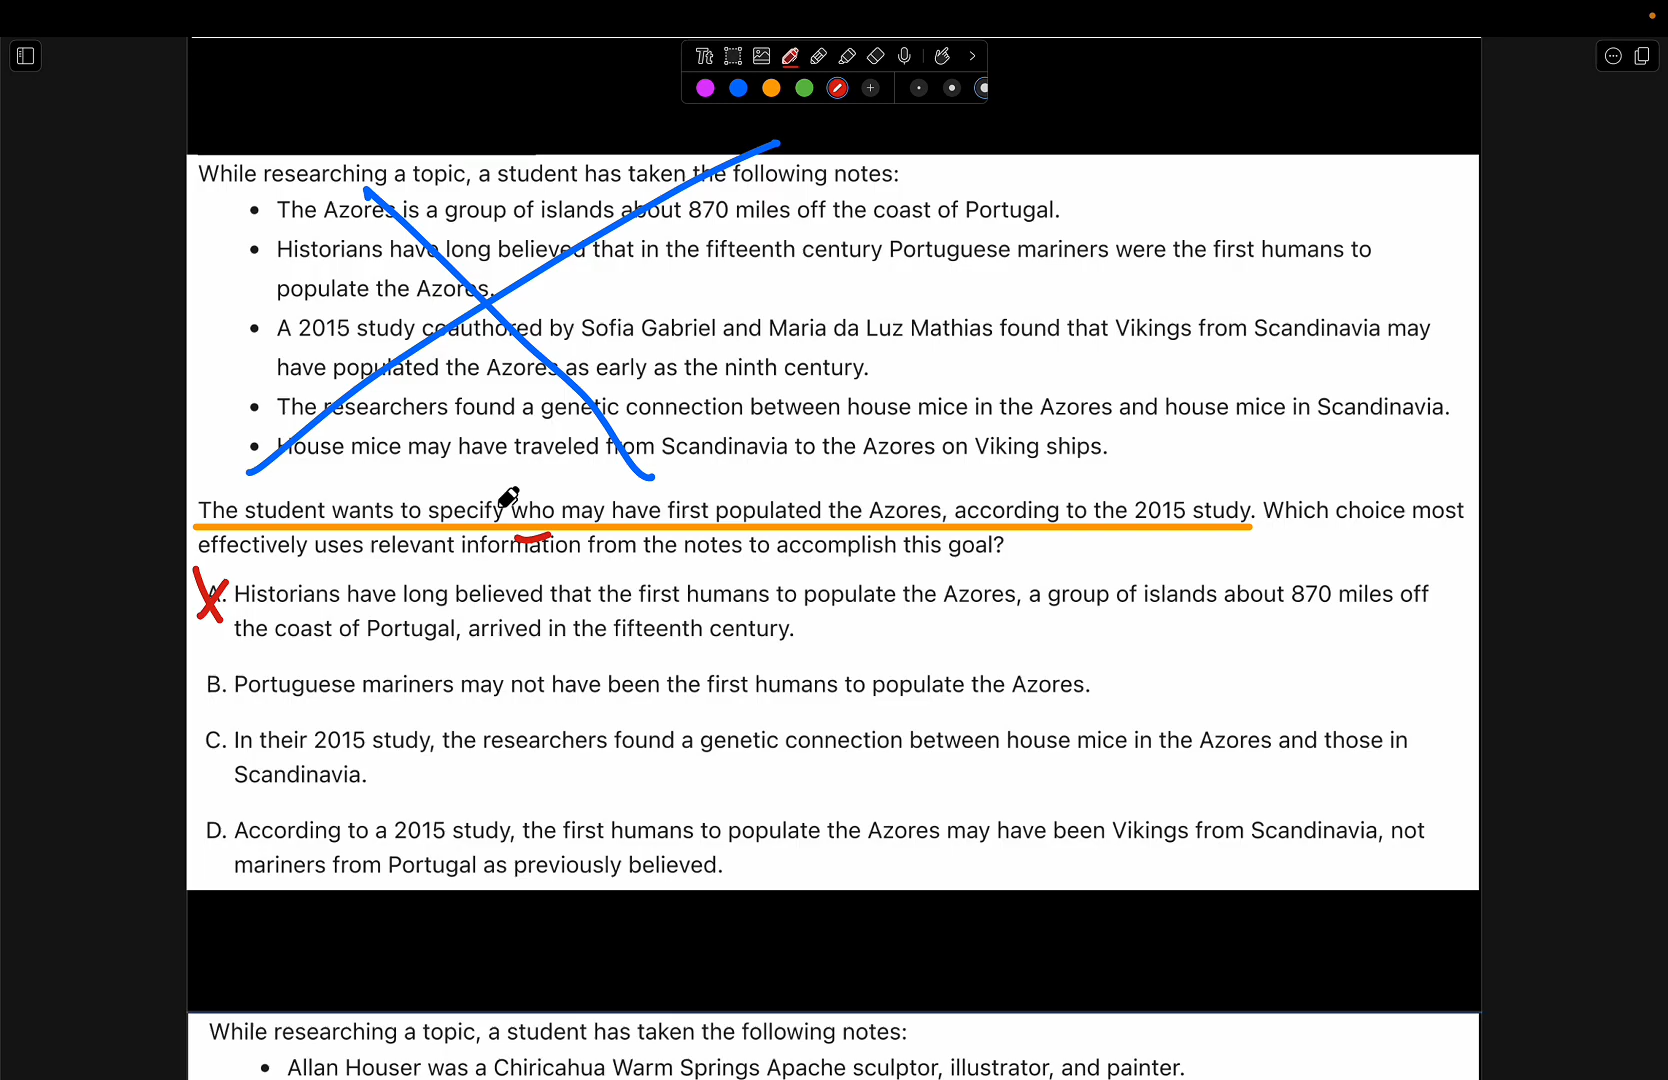 Tt
While researching a topic, a student has taken the following notes:
• The Azores is a group of islands about 870 miles off the coast of Portugal.
• Historians have long believed that in the fifteenth century Portuguese mariners were the first humans to
populate the Azores.
• A 2015 study coauthored by Sofia Gabriel and Maria da Luz Mathias found that Vikings from Scandinavia may
have populated the Azores as early as the ninth century.
• The researchers found a genetic connection between house mice in the Azores and house mice in Scandinavia.
• House mice may have traveled from Scandinavia to the Azores on Viking ships.
The student wants to specify who may have first populated the Azores, according to the 2015 study. Which choice most
effectively uses relevant information from the notes to accomplish this goal?
A. Historians have long believed that the first humans to populate the Azores, a group of islands about 870 miles off
the coast of Portugal, arrived in the fifteenth century.
B. Portuguese mariners may not have been the first humans to populate the Azores.
C. In their 2015 study, the researchers found a genetic connection between house mice in the Azores and those in
Scandinavia.
D. According to a 2015 study, the first humans to populate the Azores may have been Vikings from Scandinavia, not
mariners from Portugal as previously believed.
While researching a topic, a student has taken the following notes:
• Allan Houser was a Chiricahua Warm Springs Apache sculptor, illustrator, and painter.